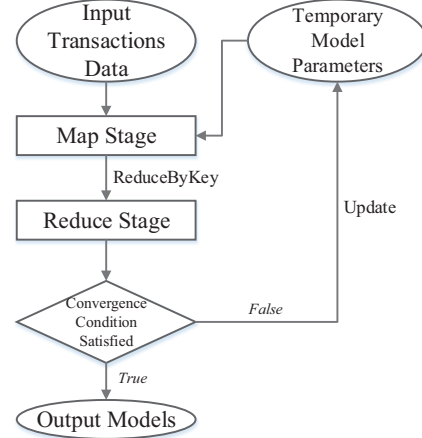 Input
Transactions
Data
Temporary
Model
Parameters
Map Stage
ReduceByKey
Reduce Stage
Update
Convergence
Condition
Satisfied
False
True
Output Models